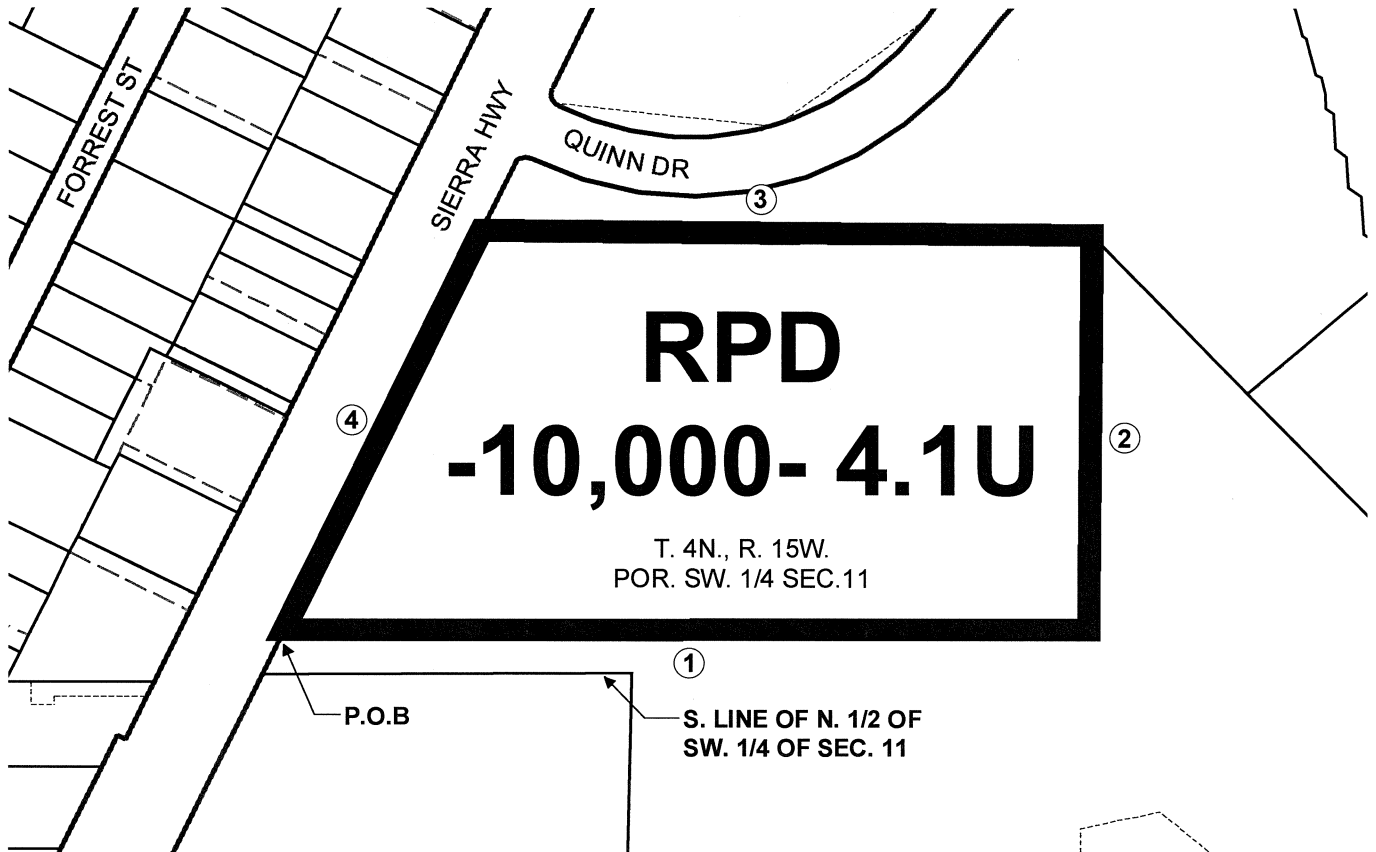 FORREST ST
SIERRA HWY
QUINN DR
3
RPD
-10,000- 4.1U
4
2
T. 4N., R. 15W.
POR. SW. 1/4 SEC.11
1
P.O.B
S. LINE OF N. 1/2 OF
SW. 1/4 OF SEC. 11